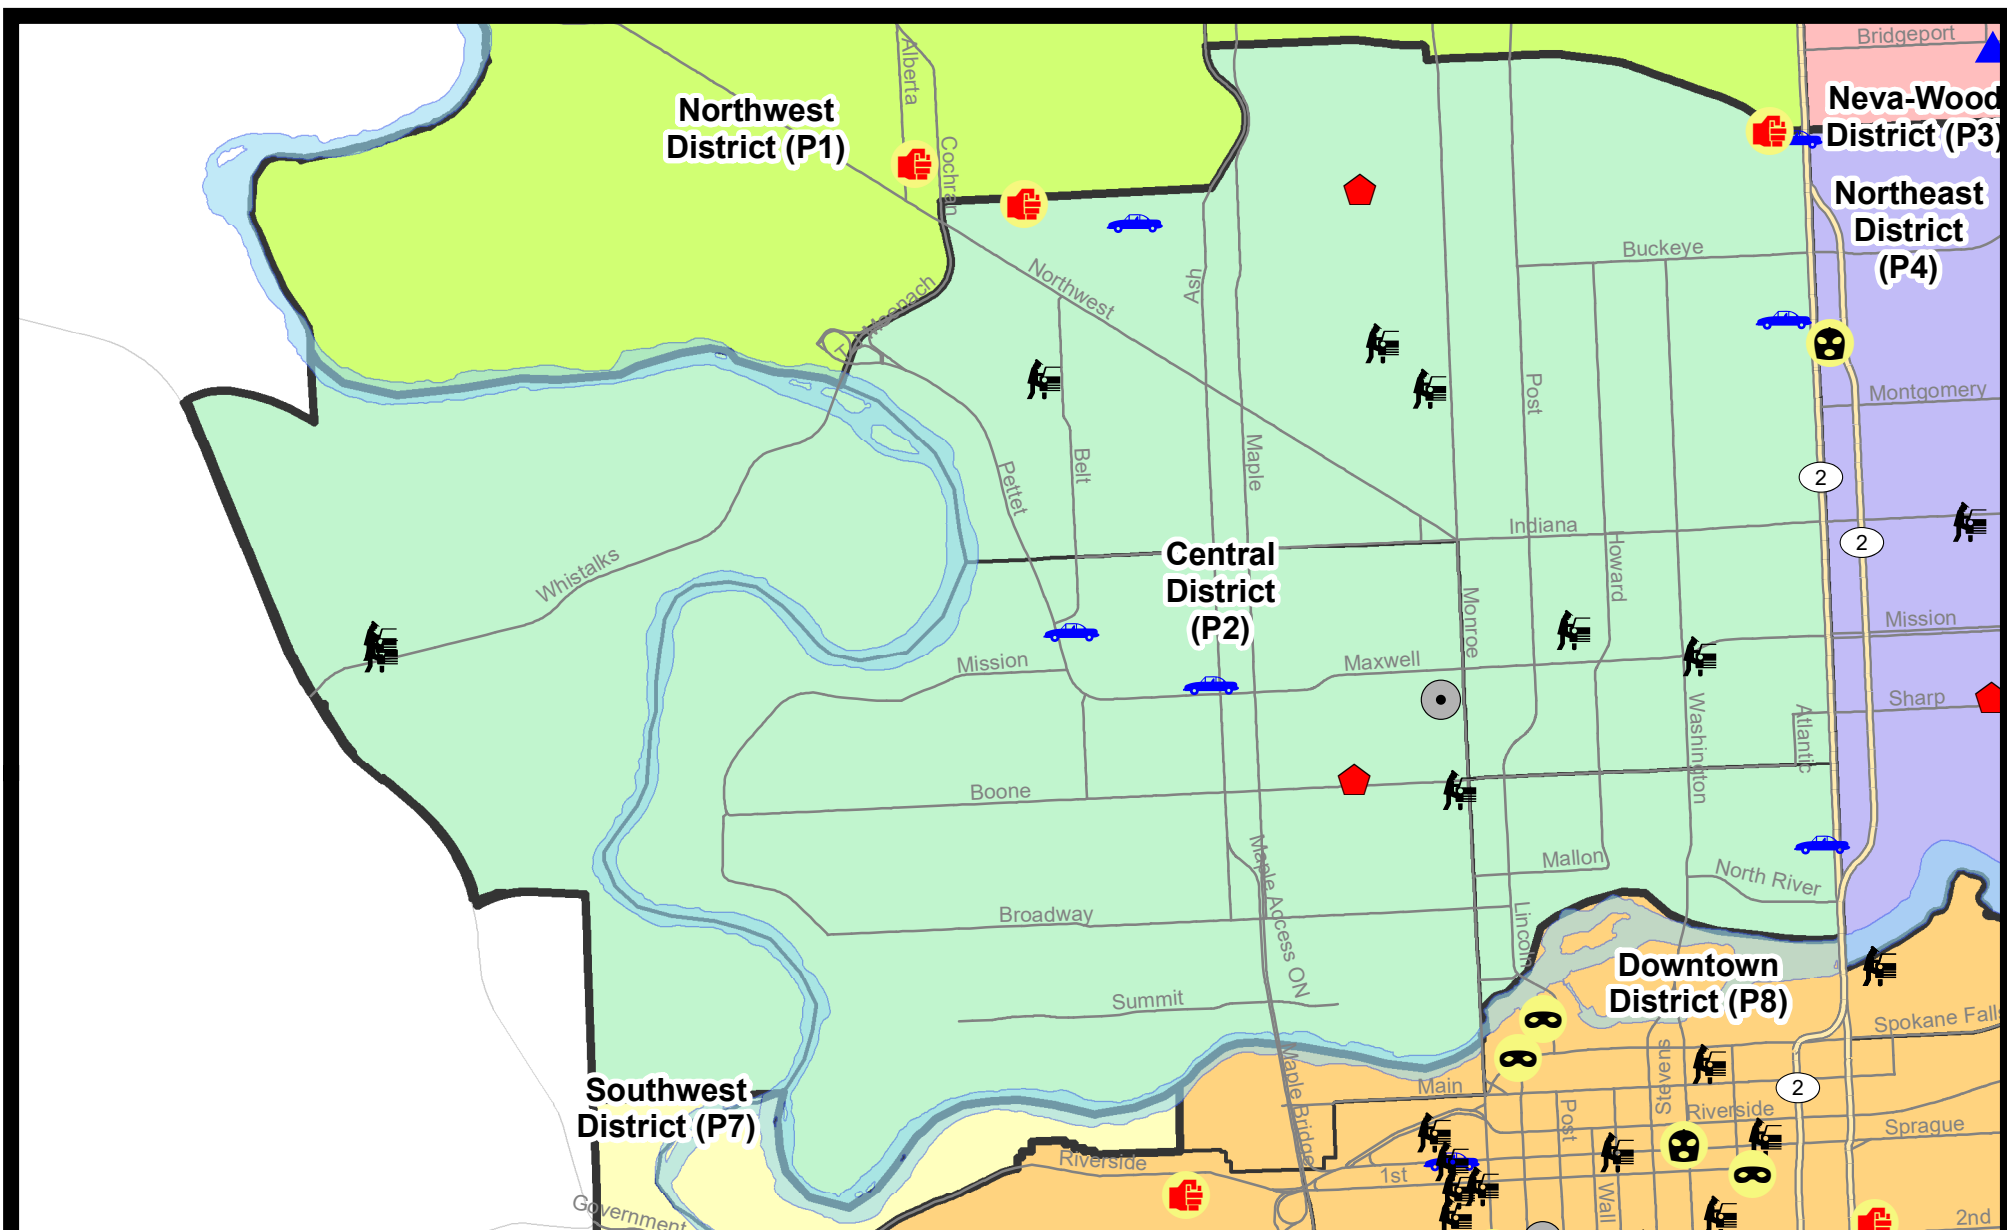 Bridgeport
Alberta
Northwest
District (P1)
Neva-Wood
District (P3)
Cochran
Northeast
District
(P4)
Buckeye
Northwest
Ash
Post
Montgomery
Maple
Belt
Pettet
2
Indiana
2
Howard
Whistalks
Central
District
(P2)
Monroe
Mission
Mission
Maxwell
Sharp
Washington
Atlantic
Boone
Mallon
North River
Maple Access ON
Broadway
Lincoln
Summit
Downtown
District (P8)
Spokane Falls
Southwest
District (P7)
Maple Bridge
Main
Stevens
2
Post
Riverside
Sprague
Riverside
1st
Wall
Government
2nd